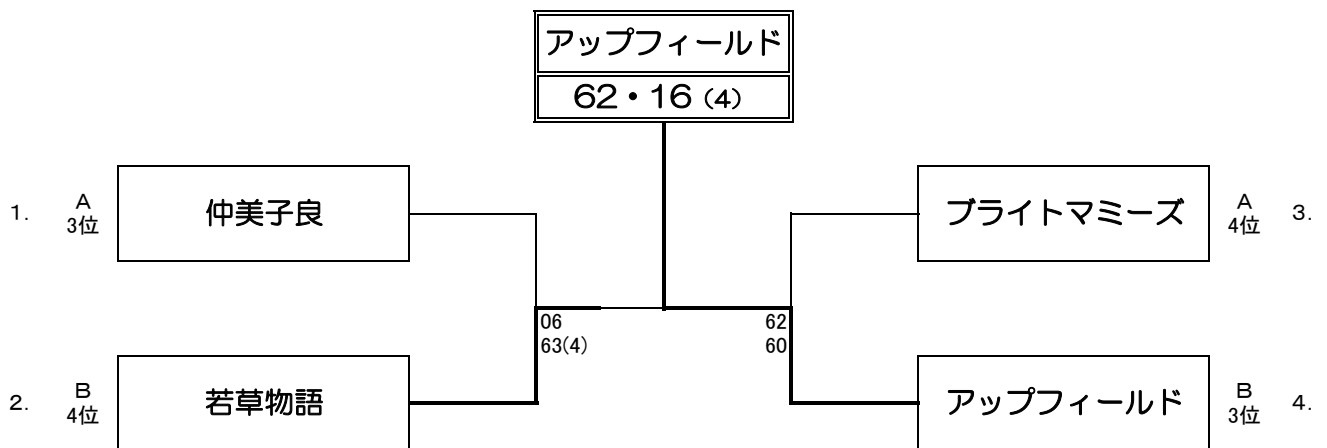 アップフィールド
62・16（4）
1. A 3位 仲美子良
ブライトマミーズ A 4位 3.
06 63(4)
62 60
2. B 4位 若草物語
アップフィールド B 3位 4.